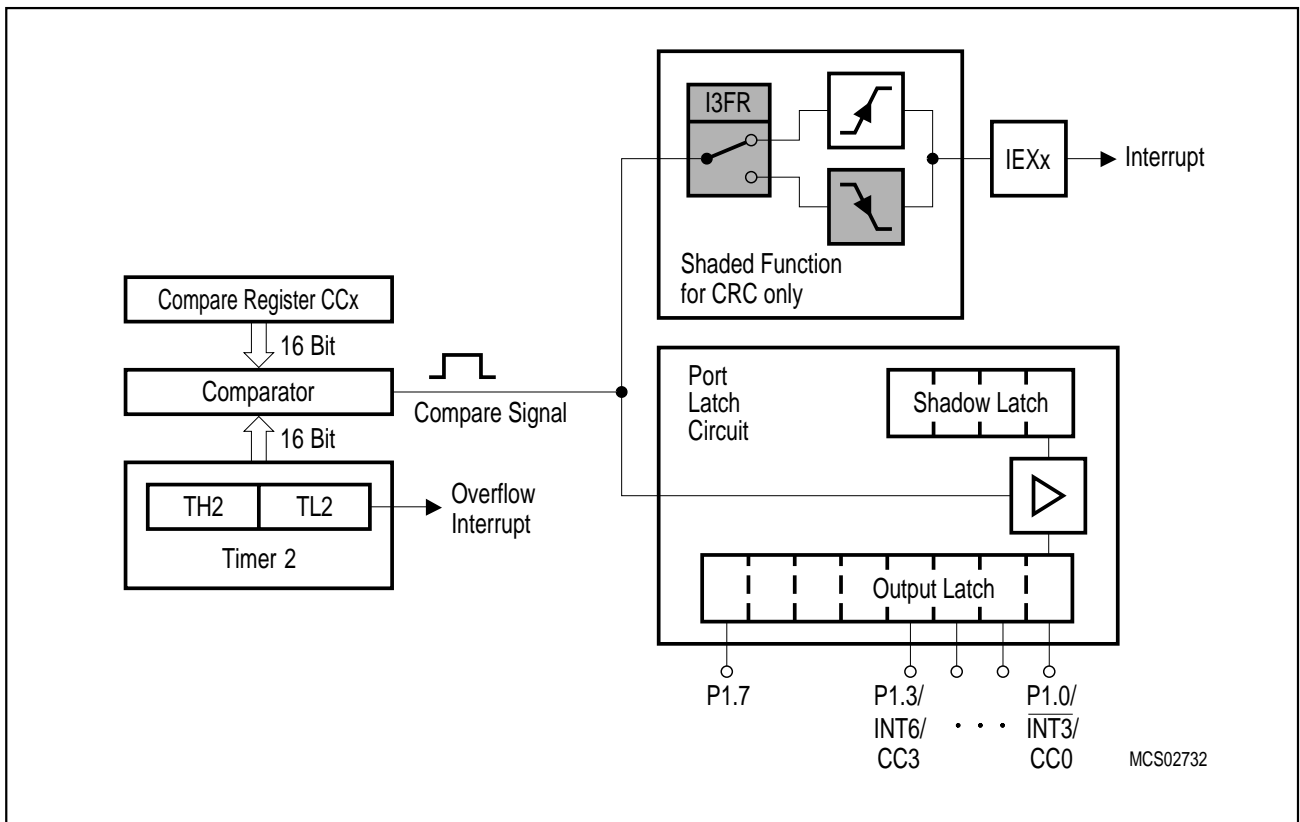 I3FR
IEXx
Interrupt
Shaded Function
for CRC only
Compare Register CCx
16 Bit
Comparator
Compare Signal
16 Bit
TH2
TL2
Timer 2
Overflow
Interrupt
Port
Latch
Circuit
Shadow Latch
Output Latch
P1.7
P1.3/
INT6/
CC3
. . .
P1.0/
INT3/
CC0
MCS02732